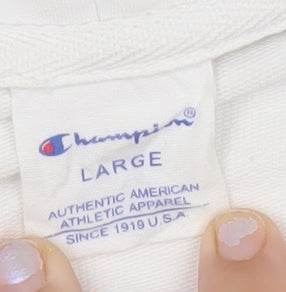 Champion®
LARGE
AUTHENTIC AMERICAN
ATHLETIC APPAREL
SINCE 1919 U.S.A